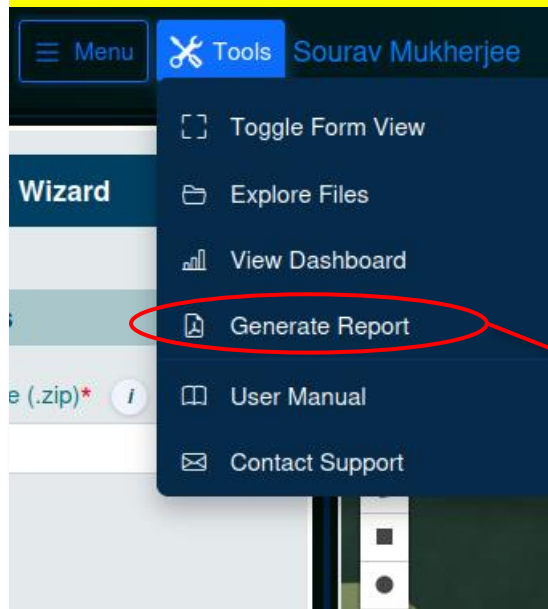 Menu
Tools
Sourav Mukherjee
Toggle Form View
Wizard
Explore Files
View Dashboard
Generate Report
e (.zip)* i
User Manual
Contact Support